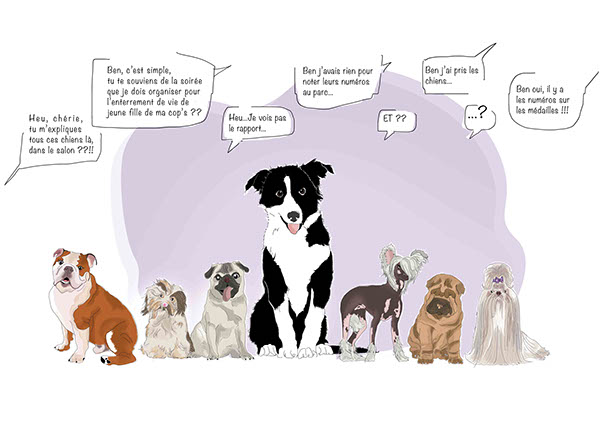 Heu, chérie,
tu m'expliques
tous ces chiens là,
dans le salon ??!!
Ben, c'est simple,
tu te souviens de la soirée
que je dois organiser pour
l'enterrement de vie de
jeune fille de ma cop's ??
Heu...Je vois pas
le rapport...
Ben j'avais rien pour
noter leurs numéros
au parc...
ET ??
Ben j'ai pris les
chiens...
...?
Ben oui, il y a
les numéros sur
les médailles !!!